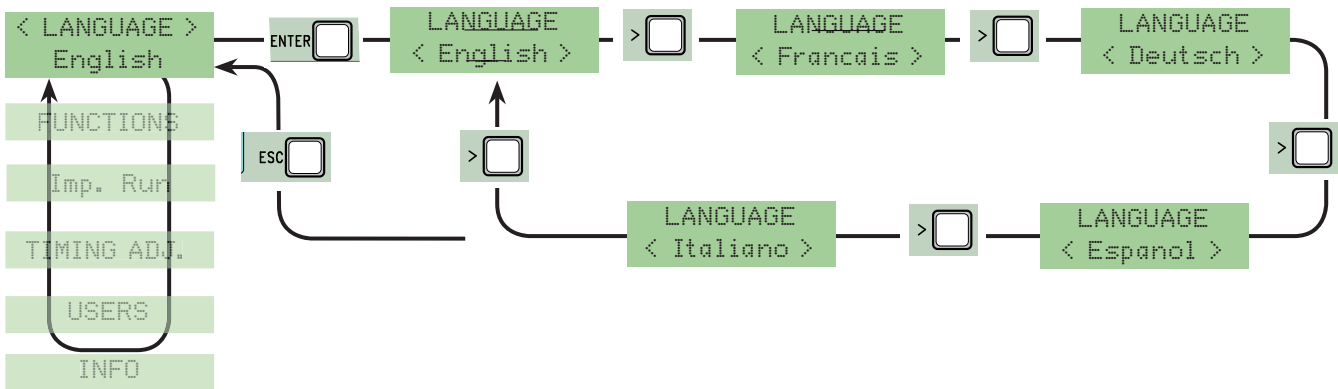 < LANGUAGE >
English
ENTER
LANGUAGE
< English >
>
LANGUAGE
< Francais >
>
LANGUAGE
< Deutsch >
>
LANGUAGE
< Espanol >
>
LANGUAGE
< Italiano >
>
ESC
FUNCTIONS
Imp. Run
TIMING ADJ.
USERS
INFO